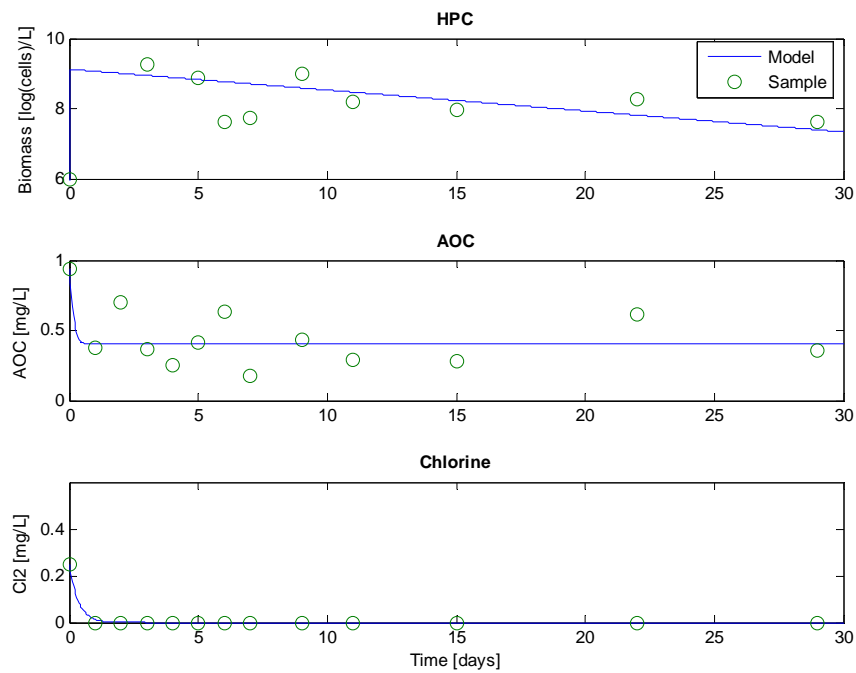 HPC
Biomass [log(cells)/L]
10
8
6
0 5 10 15 20 25 30
Model
Sample
AOC
AOC [mg/L]
1
0.5
0
0 5 10 15 20 25 30
Chlorine
Cl2 [mg/L]
0.4
0.2
0
0 5 10 15 20 25 30
Time [days]